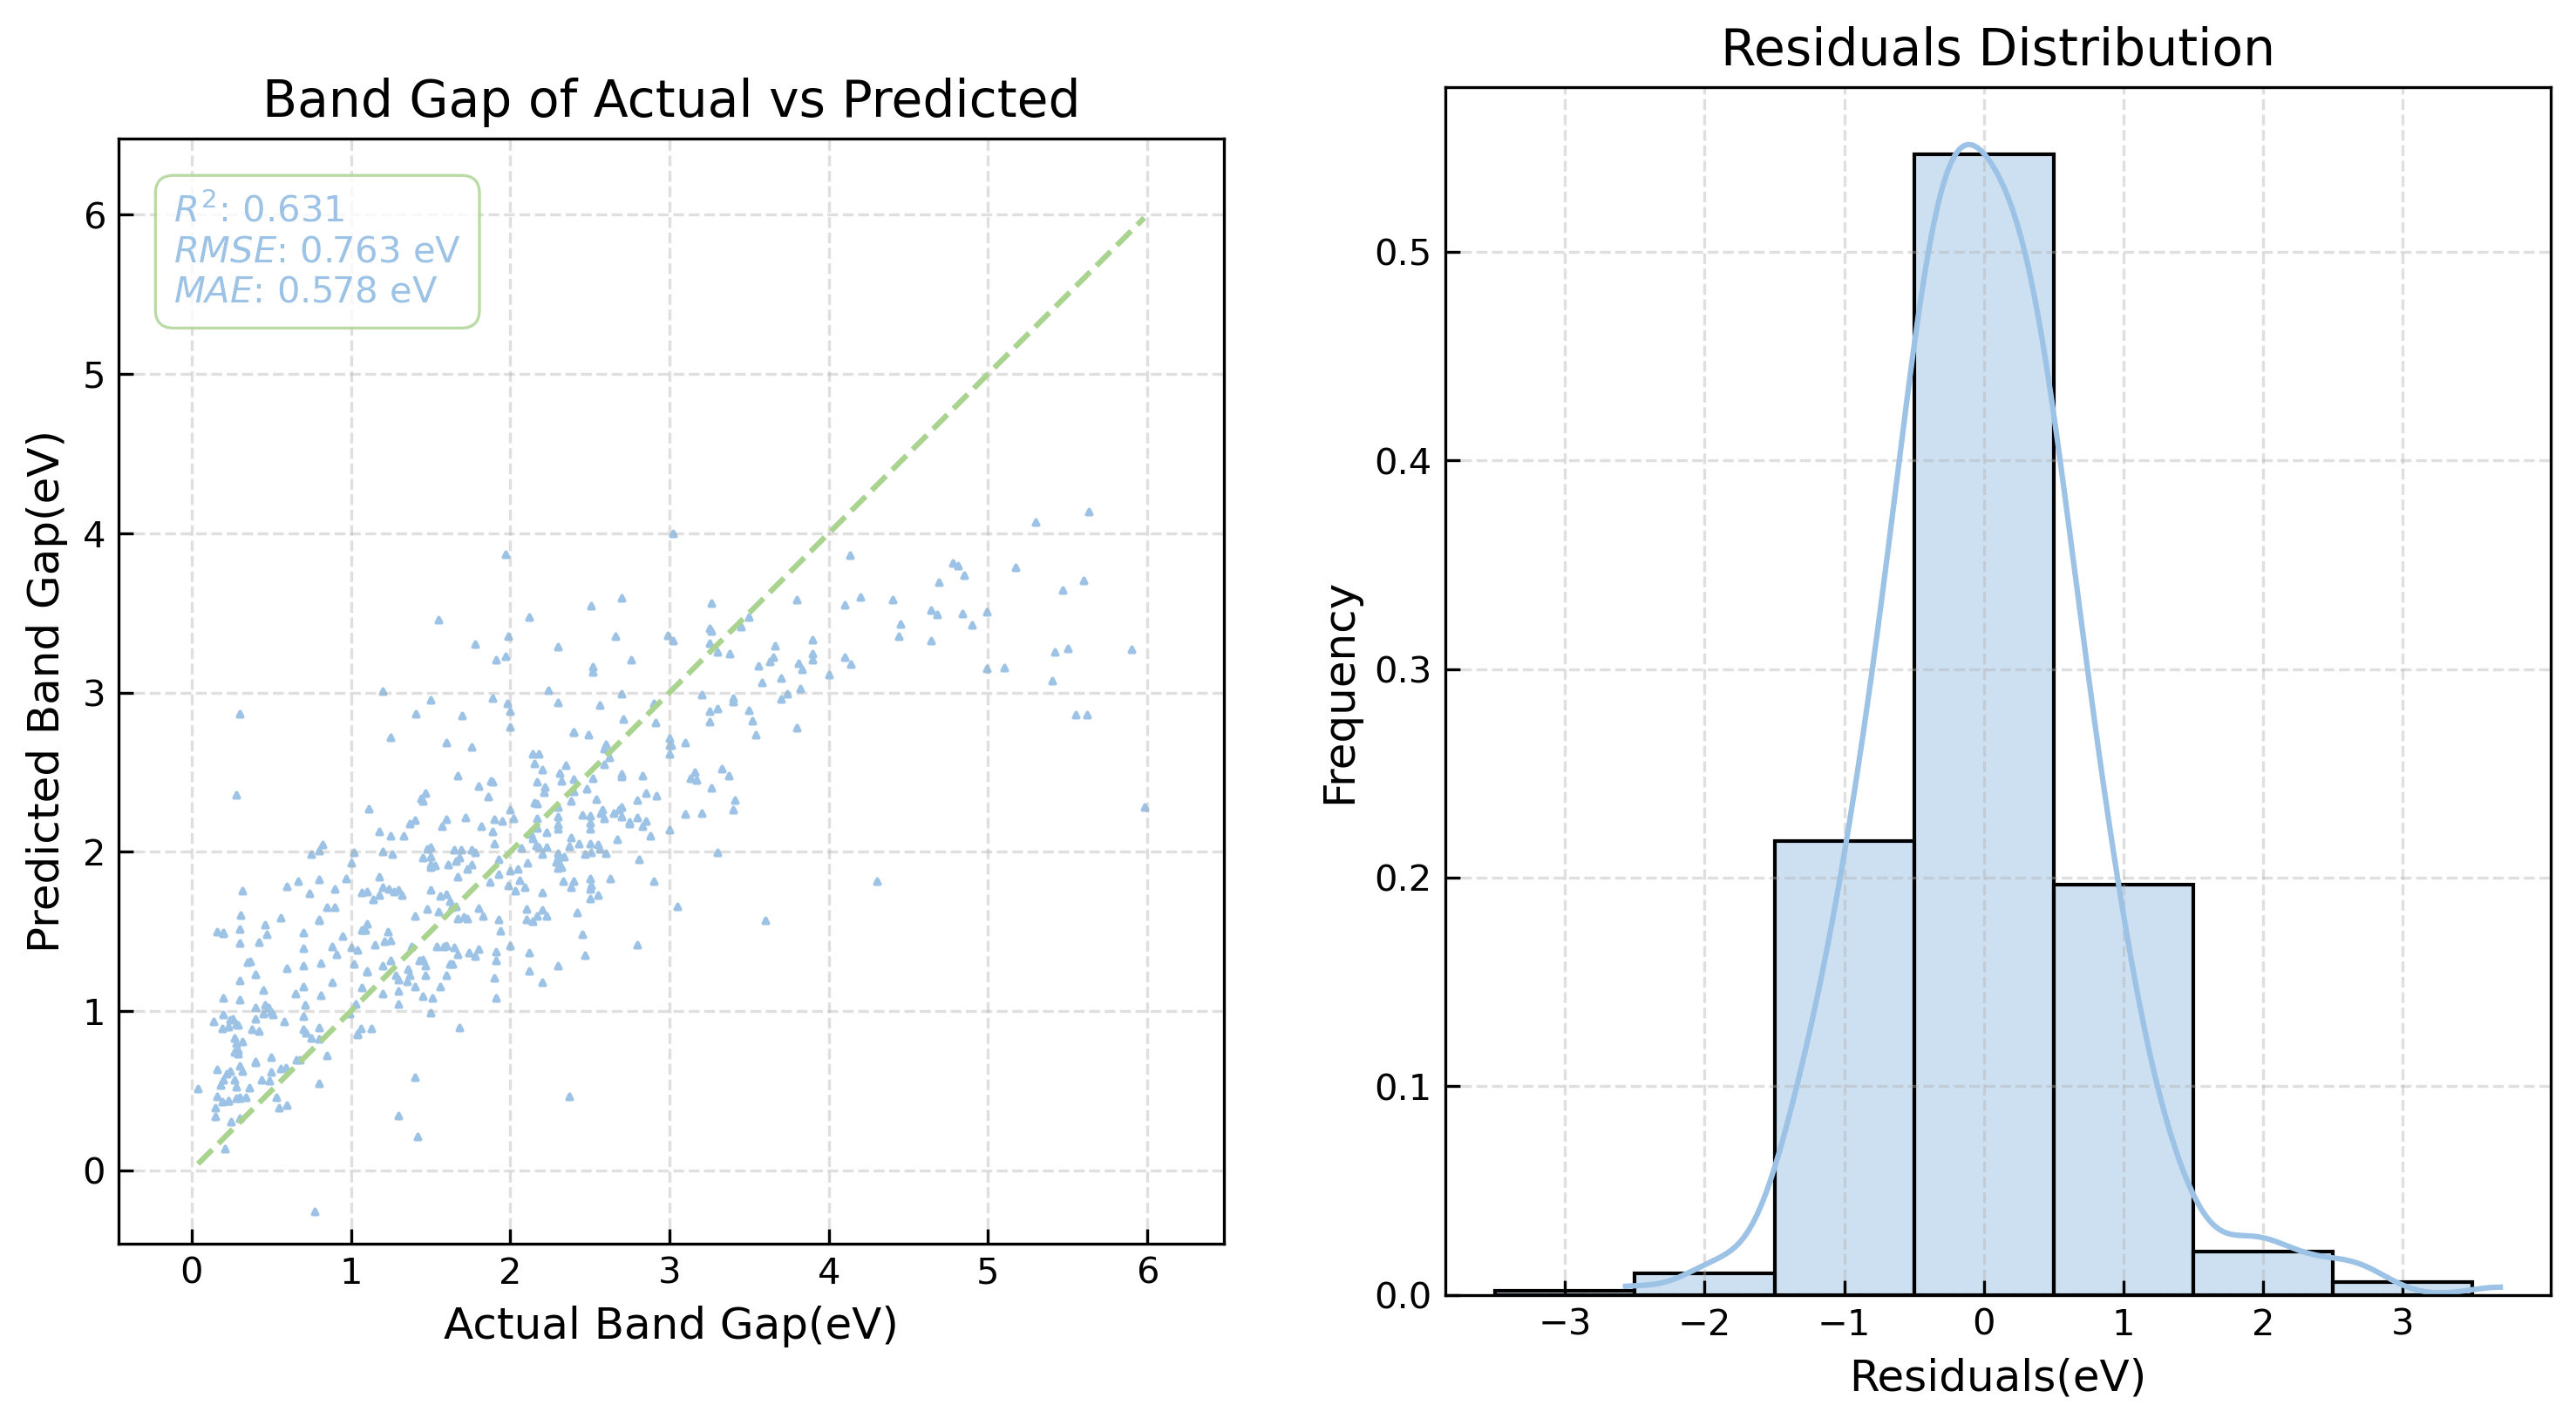 Band Gap of Actual vs Predicted
R²: 0.631
RMSE: 0.763 eV
MAE: 0.578 eV
6
5
4
3
2
1
0
Predicted Band Gap(eV)
0 1 2 3 4 5 6
Actual Band Gap(eV)
Residuals Distribution
0.5
0.4
0.3
0.2
0.1
0.0
Frequency
−3 −2 −1 0 1 2 3
Residuals(eV)